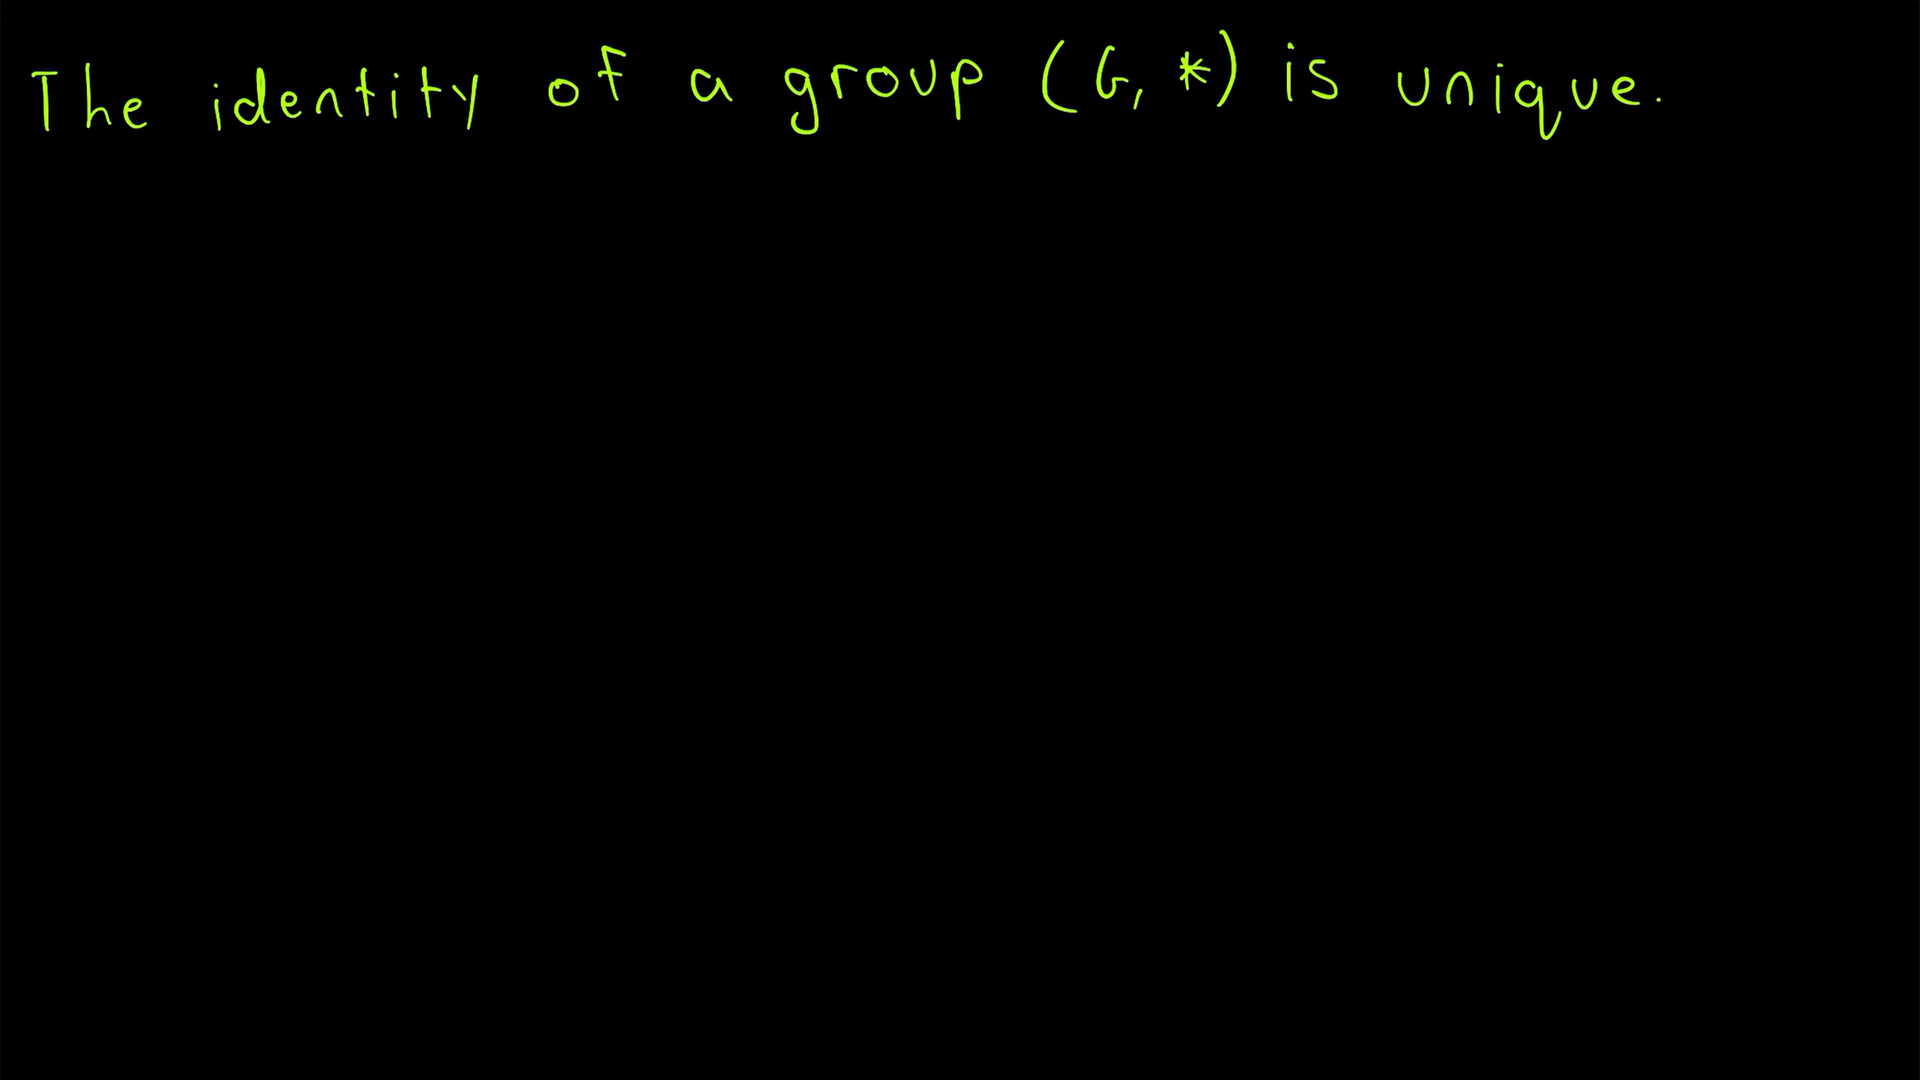 The identity of a group (G, *) is unique.